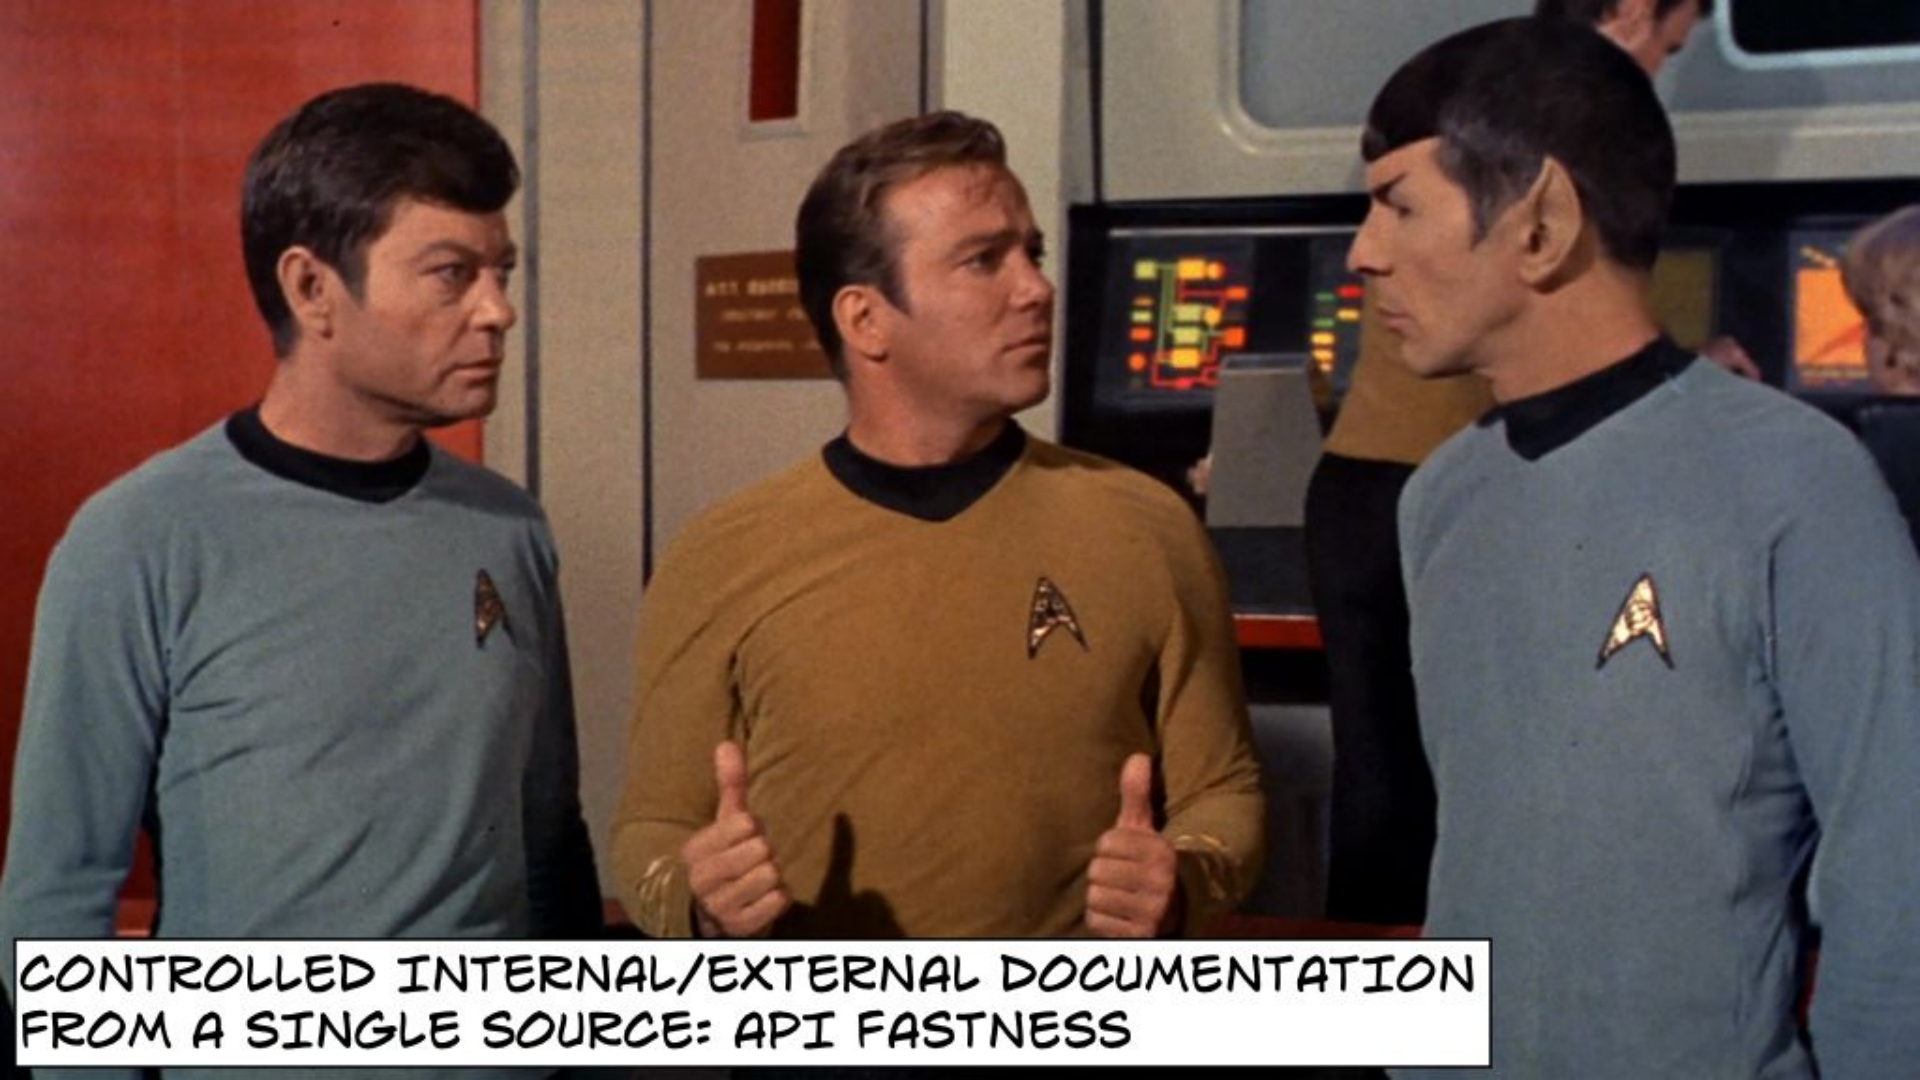 CONTROLLED INTERNAL/EXTERNAL DOCUMENTATION
FROM A SINGLE SOURCE: API FASTNESS